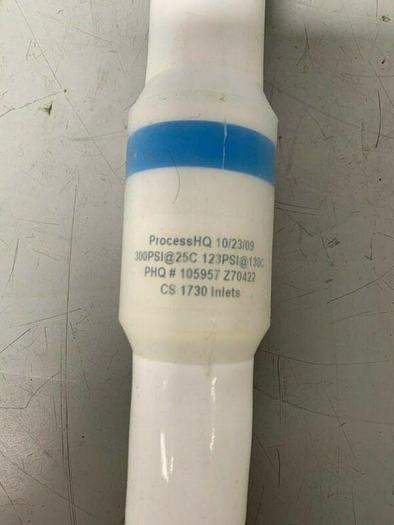 ProcessHQ 10/23/09
300PSI@25C 123PSI@130C
PHQ # 105957 Z70422
CS 1730 Inlets